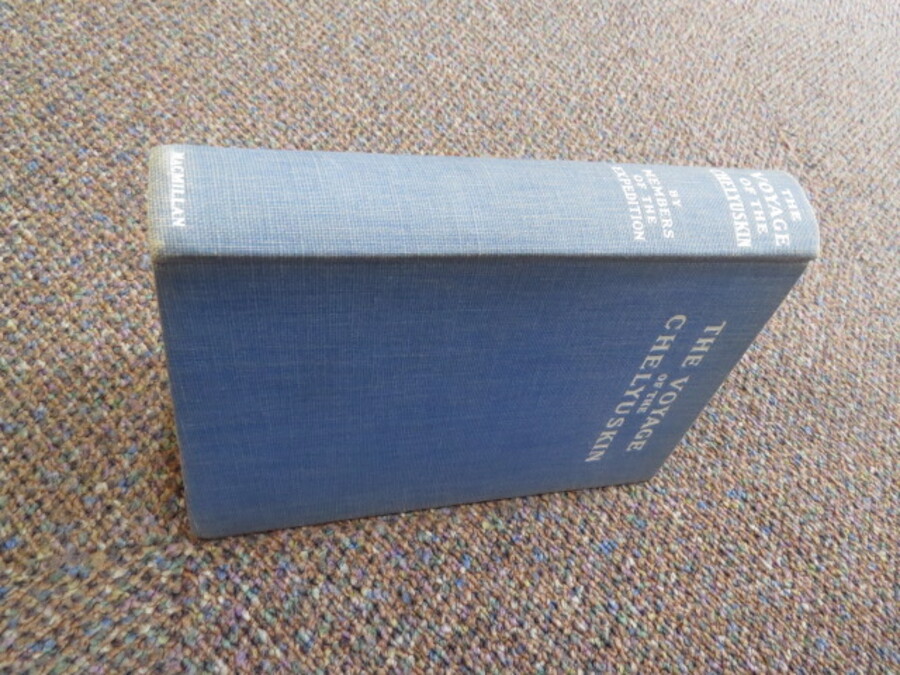 THE
VOYAGE
OF THE
CHELYUSKIN
BY
MEMBERS
OF THE
EXPEDITION
MACMILLAN
THE VOYAGE
OF THE
CHELYUSKIN